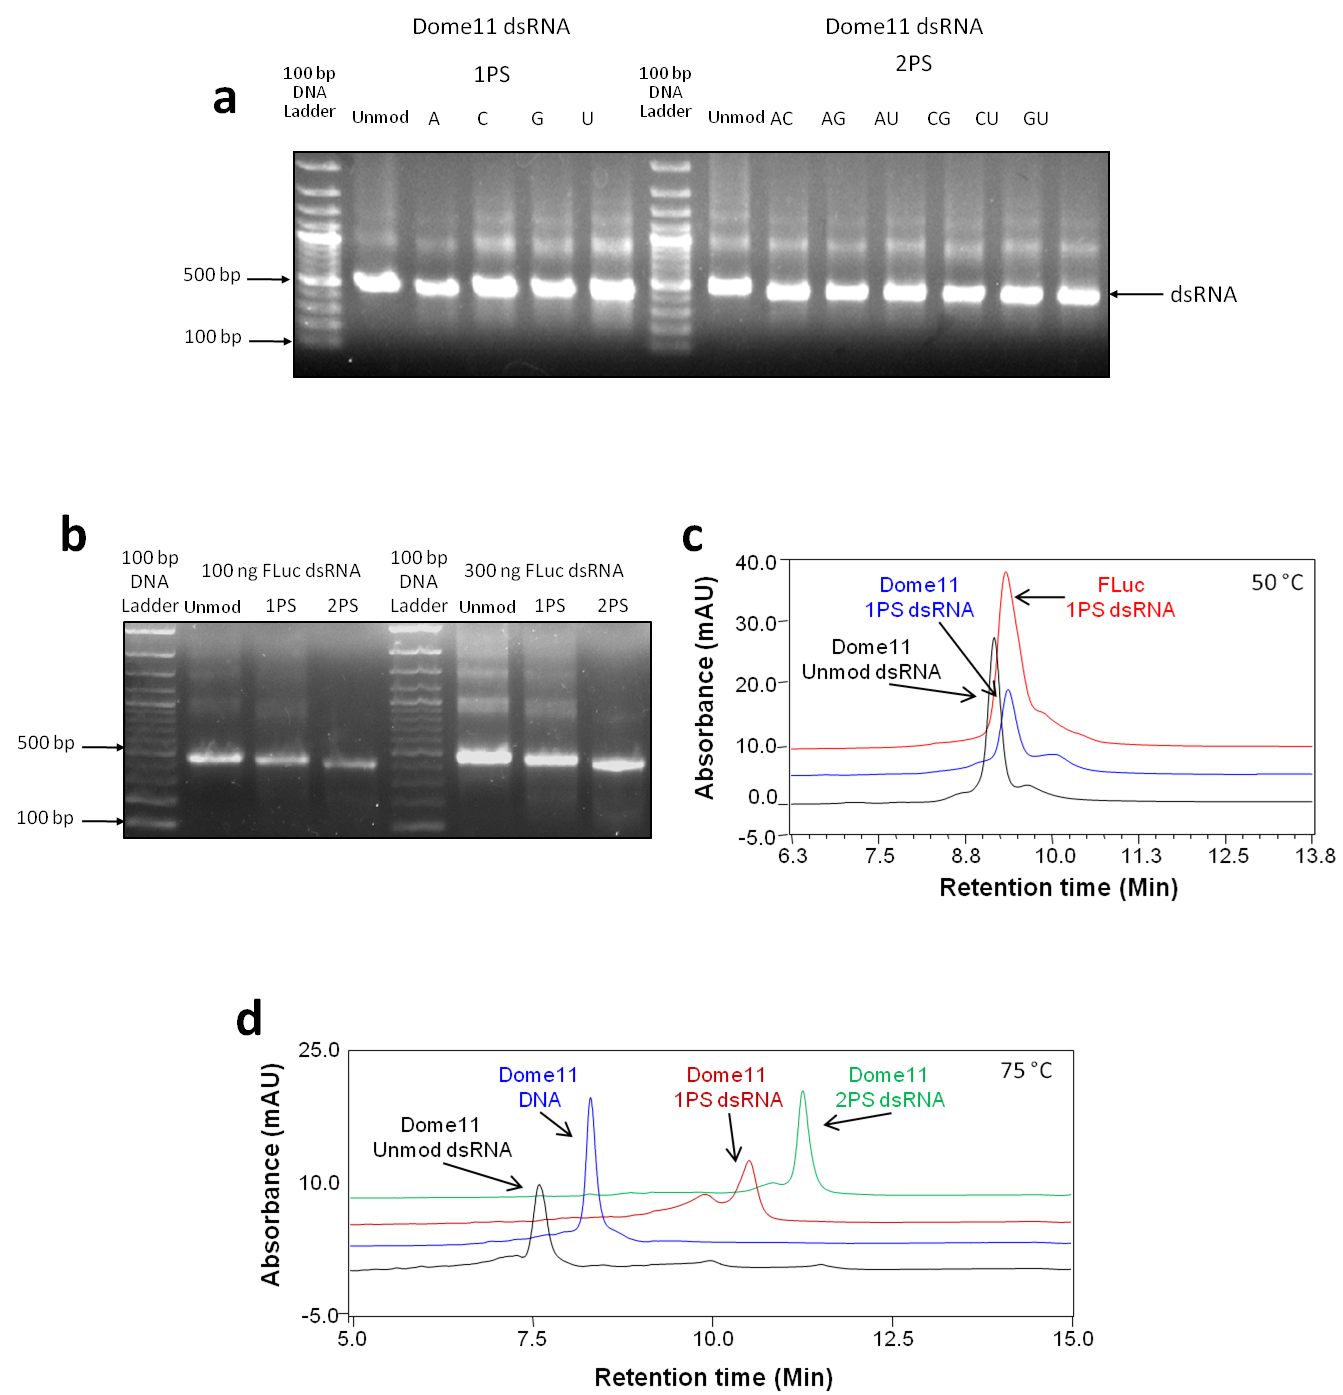 Dome11 dsRNA
1PS
Dome11 dsRNA
2PS
a
100 bp
DNA
Ladder
Unmod
A
C
G
U
100 bp
DNA
Ladder
Unmod
AC
AG
AU
CG
CU
GU
500 bp
100 bp
dsRNA
b
100 bp
DNA
Ladder
100 ng FLuc dsRNA
Unmod
1PS
2PS
100 bp
DNA
Ladder
300 ng FLuc dsRNA
Unmod
1PS
2PS
500 bp
100 bp
c
Absorbance (mAU)
40.0
30.0
20.0
10.0
0.0
-5.0
Dome11
1PS dsRNA
Dome11
Unmod dsRNA
FLuc
1PS dsRNA
50 °C
6.3
7.5
8.8
10.0
11.3
12.5
13.8
Retention time (Min)
d
Absorbance (mAU)
25.0
10.0
-5.0
Dome11
Unmod dsRNA
Dome11
DNA
Dome11
1PS dsRNA
Dome11
2PS dsRNA
75 °C
5.0
7.5
10.0
12.5
15.0
Retention time (Min)